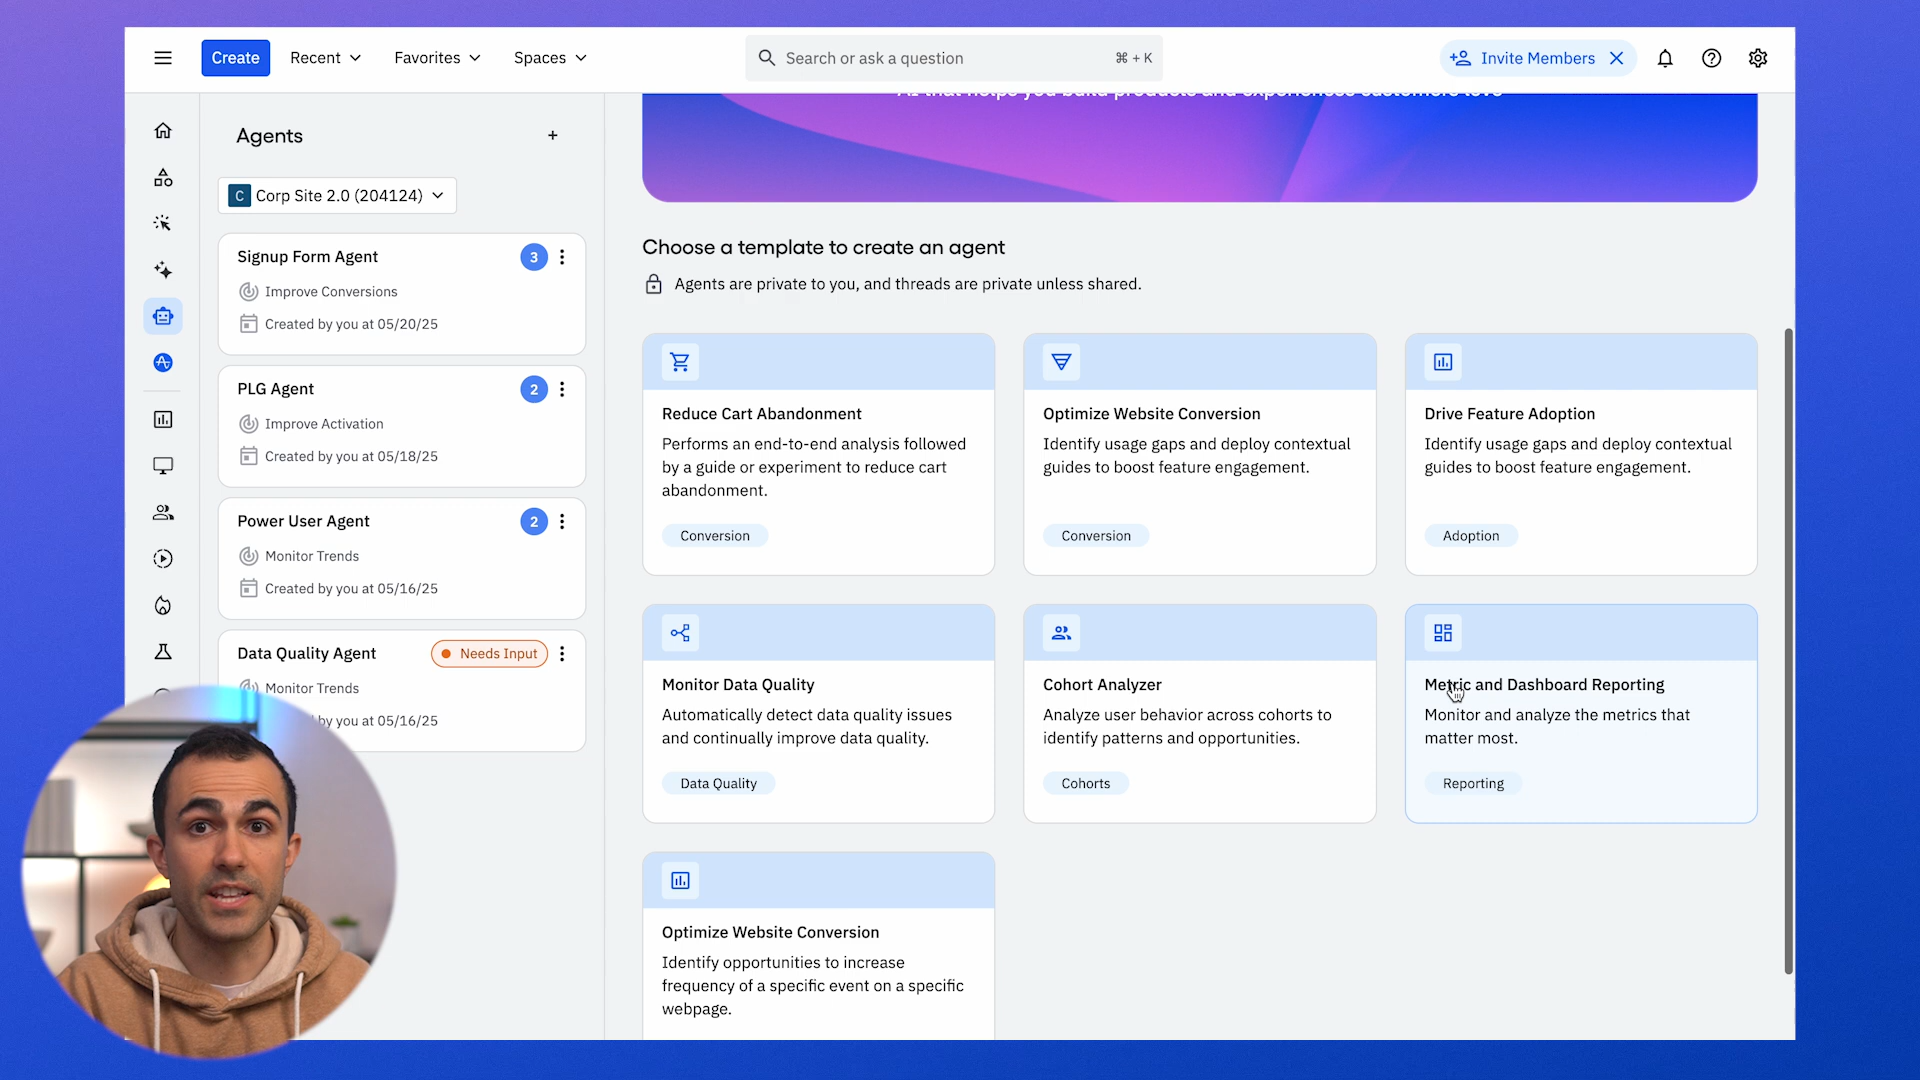 Create
Recent
Favorites
Spaces
Search or ask a question
⌘ + K
Invite Members
AI that helps you build products and experiences customers love
Agents
C Corp Site 2.0 (204124)
Signup Form Agent
3
Improve Conversions
Created by you at 05/20/25
PLG Agent
2
Improve Activation
Created by you at 05/18/25
Power User Agent
2
Monitor Trends
Created by you at 05/16/25
Data Quality Agent
Needs Input
Monitor Trends
by you at 05/16/25
Choose a template to create an agent
Agents are private to you, and threads are private unless shared.
Reduce Cart Abandonment
Performs an end-to-end analysis followed
by a guide or experiment to reduce cart
abandonment.
Conversion
Optimize Website Conversion
Identify usage gaps and deploy contextual
guides to boost feature engagement.
Conversion
Drive Feature Adoption
Identify usage gaps and deploy contextual
guides to boost feature engagement.
Adoption
Monitor Data Quality
Automatically detect data quality issues
and continually improve data quality.
Data Quality
Cohort Analyzer
Analyze user behavior across cohorts to
identify patterns and opportunities.
Cohorts
Metric and Dashboard Reporting
Monitor and analyze the metrics that
matter most.
Reporting
Optimize Website Conversion
Identify opportunities to increase
frequency of a specific event on a specific
webpage.